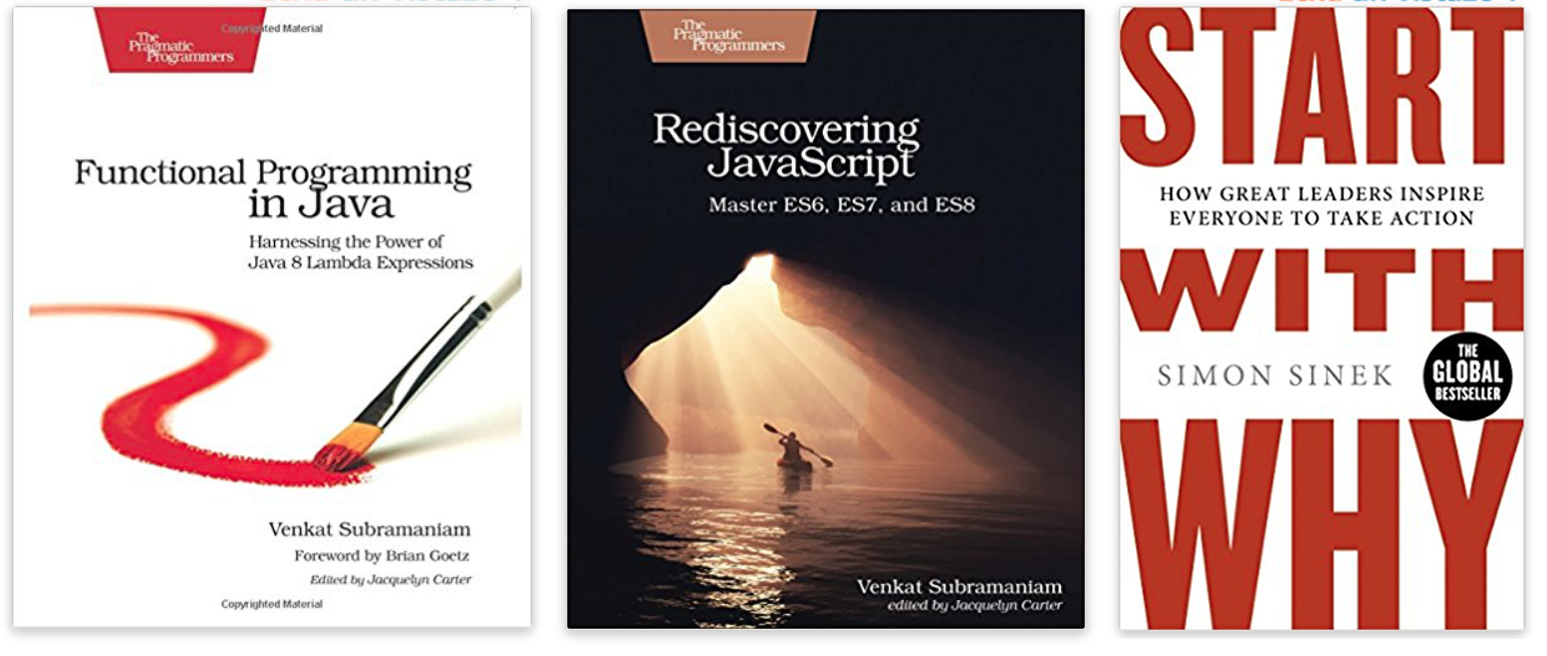 Copyrighted Material
The
Pragmatic
Programmers
Functional Programming
in Java
Harnessing the Power of
Java 8 Lambda Expressions
Venkat Subramaniam
Foreword by Brian Goetz
Edited by Jacquelyn Carter
Copyrighted Material
The
Pragmatic
Programmers
Rediscovering
JavaScript
Master ES6, ES7, and ES8
Venkat Subramaniam
edited by Jacquelyn Carter
START
HOW GREAT LEADERS INSPIRE
EVERYONE TO TAKE ACTION
WITH
SIMON SINEK
THE
GLOBAL
BESTSELLER
WHY